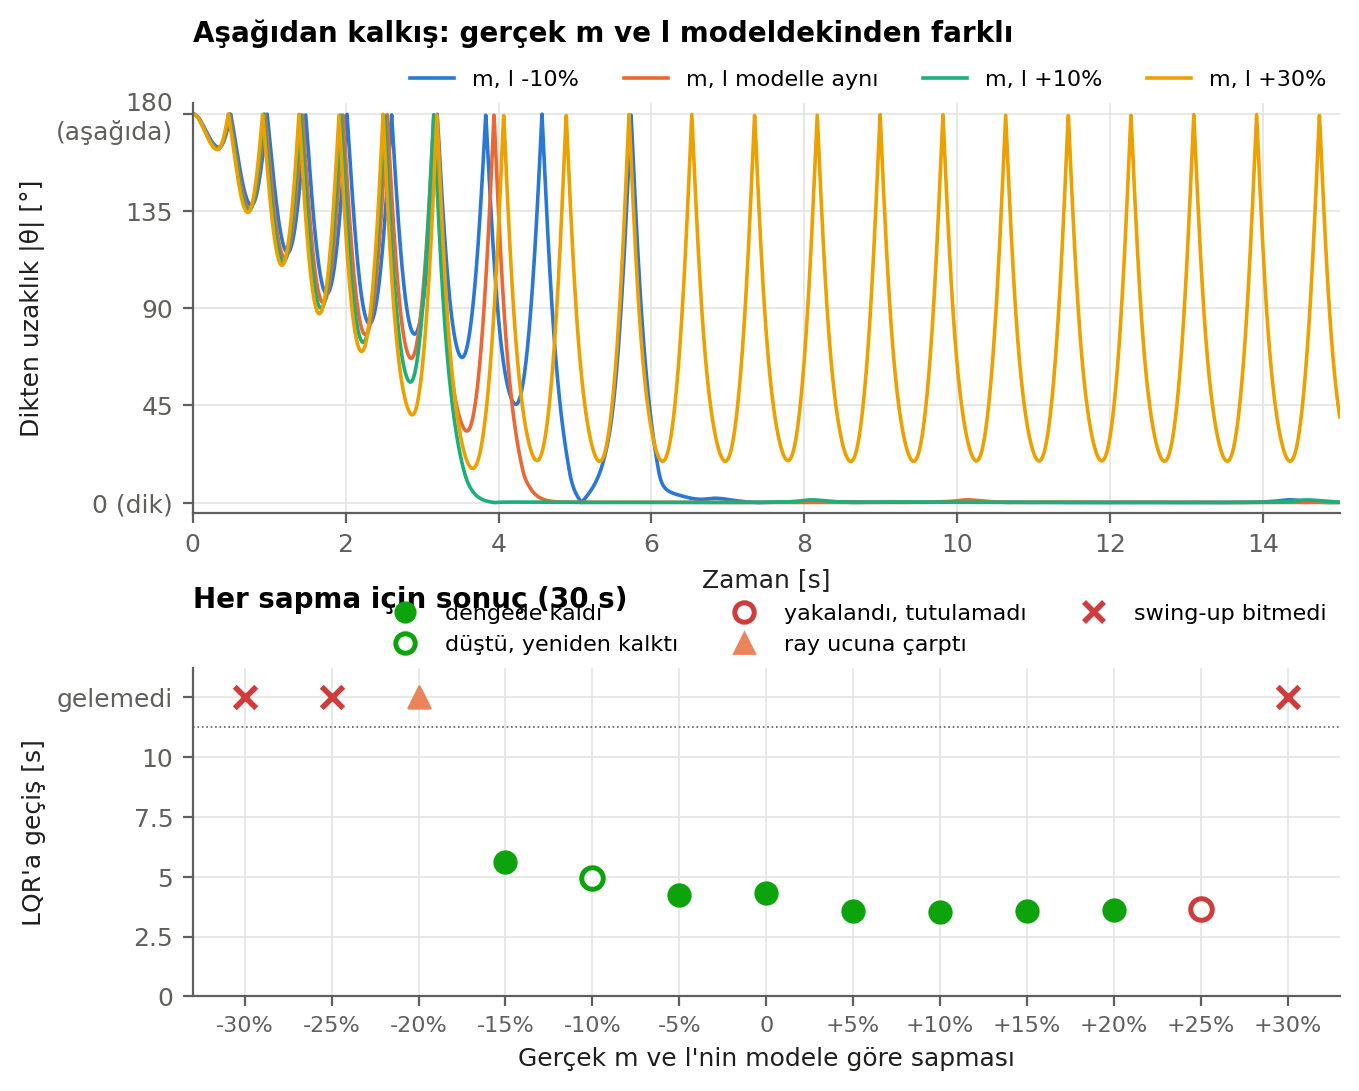 Aşağıdan kalkış: gerçek m ve l modeldekinden farklı
m, l -10% m, l modelle aynı m, l +10% m, l +30%
180
(aşağıda)
135
90
45
0 (dik)
Dikten uzaklık |θ| [°]
0 2 4 6 8 10 12 14
Zaman [s]
Her sapma için sonuç (30 s)
dengede kaldı yakalandı, tutulamadı swing-up bitmedi
düştü, yeniden kalktı ray ucuna çarptı
gelemedi
10
7.5
5
2.5
0
LQR'a geçiş [s]
-30% -25% -20% -15% -10% -5% 0 +5% +10% +15% +20% +25% +30%
Gerçek m ve l'nin modele göre sapması